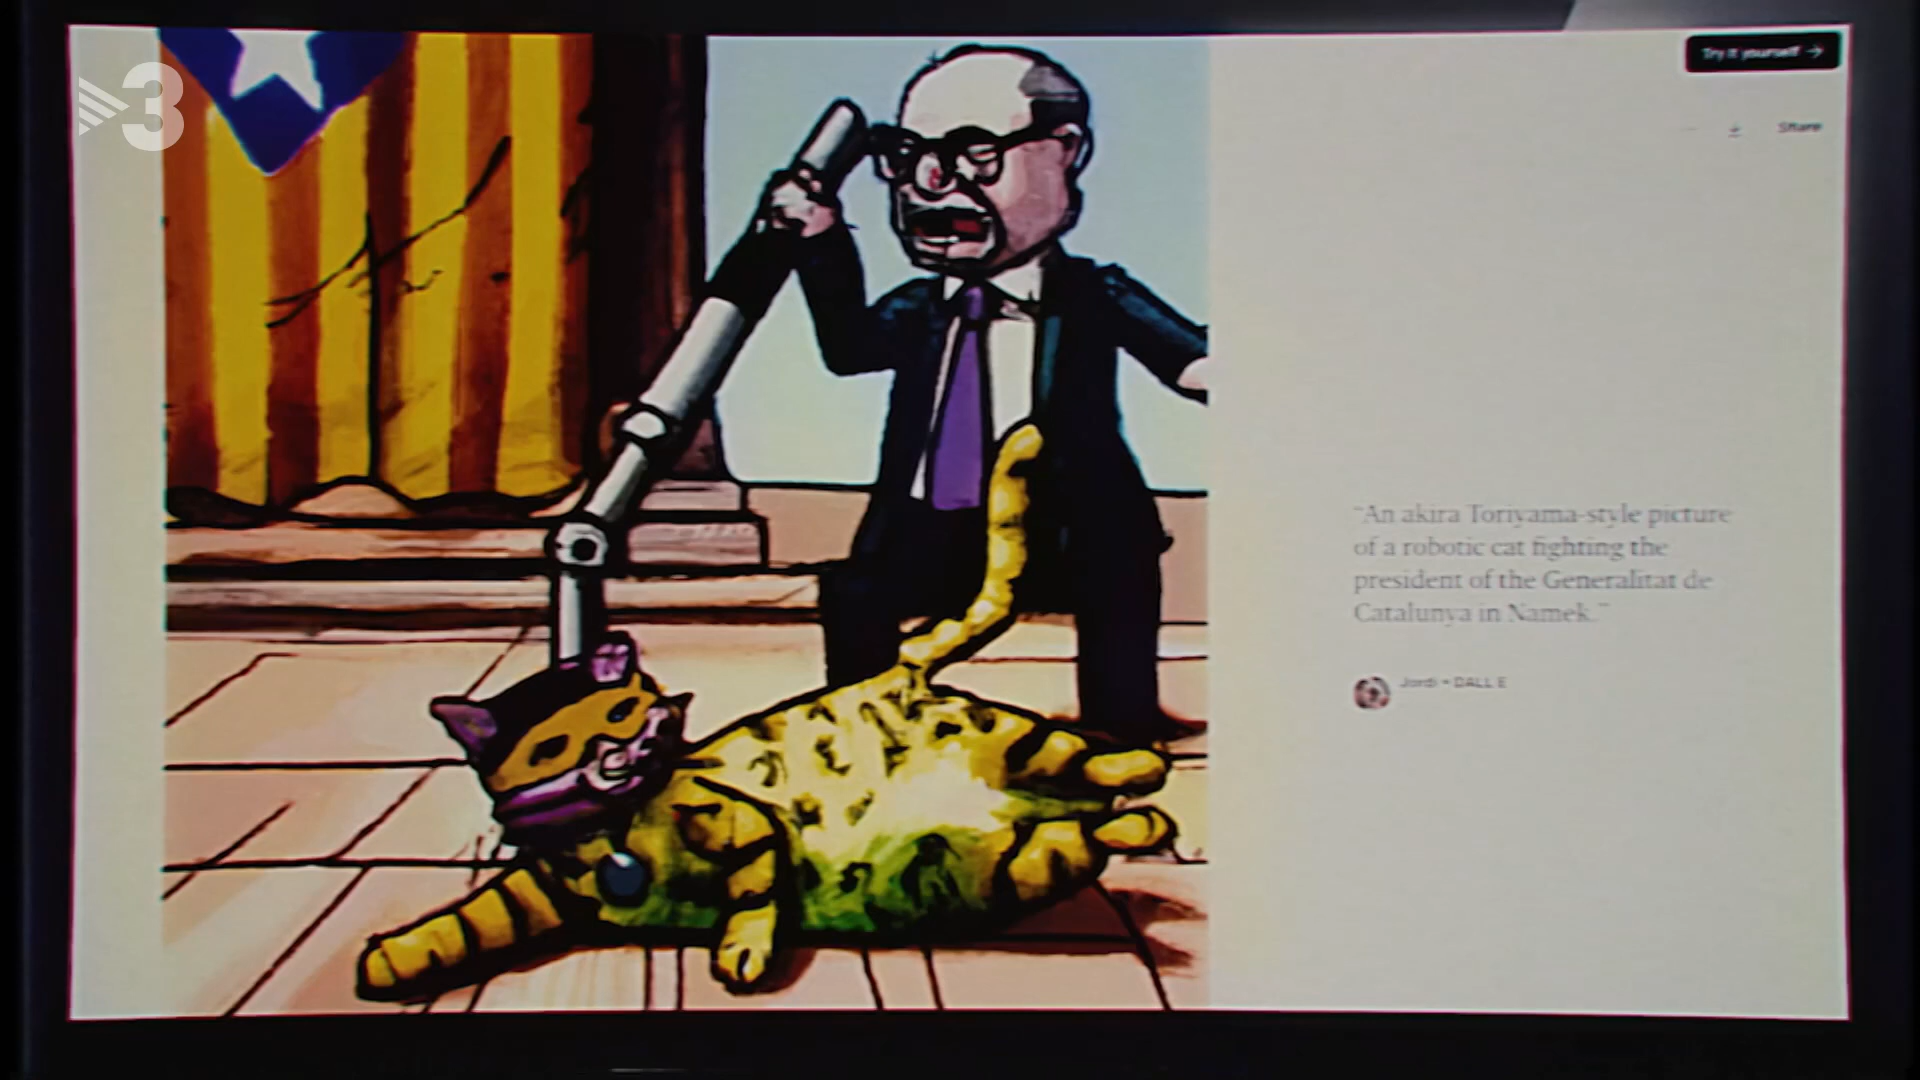 3
Try it yourself →
Share
“An akira Toriyama-style picture
of a robotic cat fighting the
president of the Generalitat de
Catalunya in Namek.”
Jordi • DALL·E